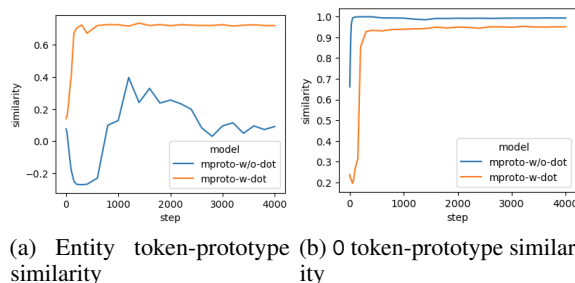 0.6
0.4
0.2
0.0
−0.2
similarity
model
mproto-w/o-dot
mproto-w-dot
0
1000
2000
3000
4000
step
1.0
0.9
0.8
0.7
0.6
0.5
0.4
0.3
0.2
similarity
model
mproto-w/o-dot
mproto-w-dot
0
1000
2000
3000
4000
step
(a) Entity token-prototype
similarity
(b) O token-prototype similar-
ity